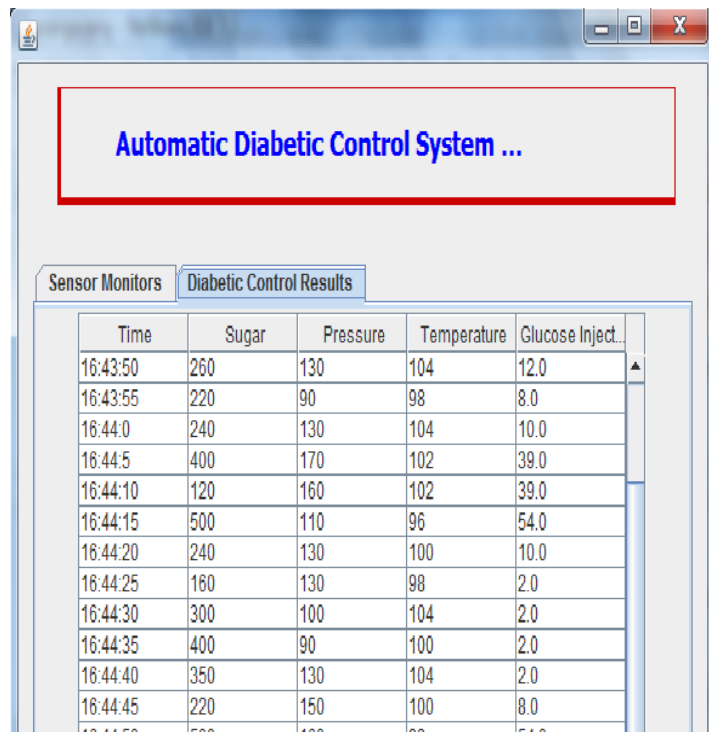 Automatic Diabetic Control System ...
Sensor Monitors Diabetic Control Results
Time Sugar Pressure Temperature Glucose Inject...
16:43:50 260 130 104 12.0
16:43:55 220 90 98 8.0
16:44:0 240 130 104 10.0
16:44:5 400 170 102 39.0
16:44:10 120 160 102 39.0
16:44:15 500 110 96 54.0
16:44:20 240 130 100 10.0
16:44:25 160 130 98 2.0
16:44:30 300 100 104 2.0
16:44:35 400 90 100 2.0
16:44:40 350 130 104 2.0
16:44:45 220 150 100 8.0